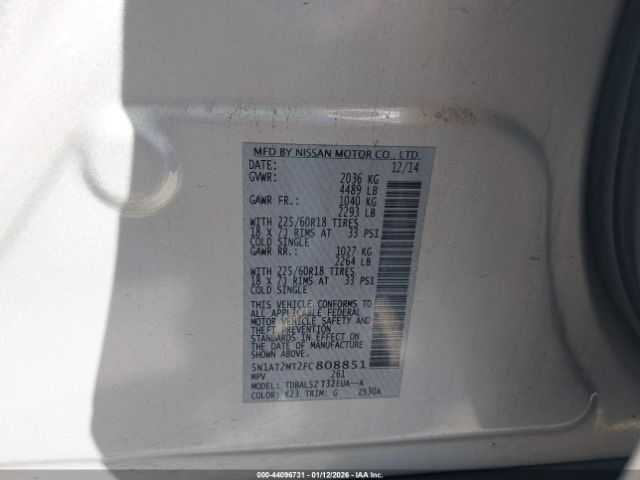 MFD BY NISSAN MOTOR CO., LTD.
DATE: 12/14
GVWR: 2036 KG
4489 LB
GAWR FR.: 1040 KG
2293 LB
WITH 225/60R18 TIRES
18 X 7J RIMS AT 33 PSI
COLD SINGLE
GAWR RR.: 1027 KG
2264 LB
WITH 225/60R18 TIRES
18 X 7J RIMS AT 33 PSI
COLD SINGLE
THIS VEHICLE CONFORMS TO
ALL APPLICABLE FEDERAL
MOTOR VEHICLE SAFETY AND
THEFT PREVENTION
STANDARDS IN EFFECT ON
THE DATE OF MANUFACTURE
SHOWN ABOVE.
5N1AT2MT2FC808851
MPV 261
MODEL: TDBALSZ T32EUA--A
COLOR: K23 TRIM: G ZS30A
000-44096731 - 01/12/2026 - IAA Inc.